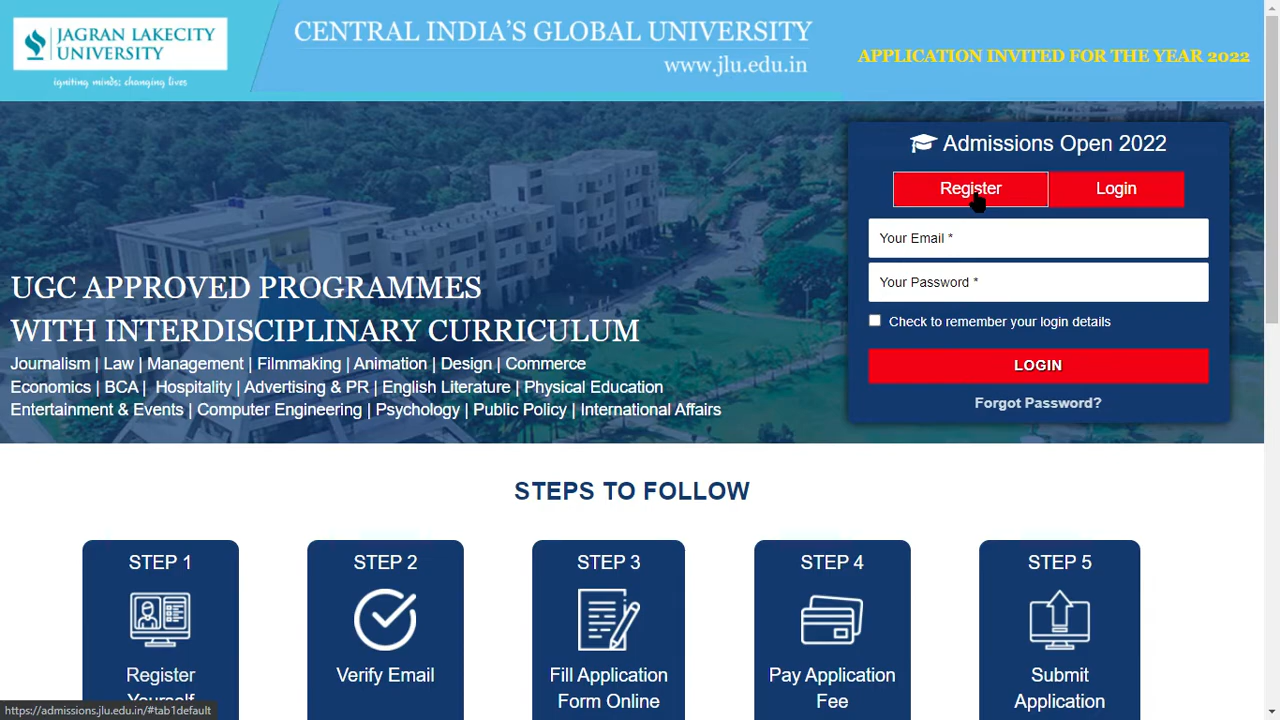 JAGRAN LAKECITY
UNIVERSITY
igniting minds; changing lives
CENTRAL INDIA'S GLOBAL UNIVERSITY
www.jlu.edu.in
APPLICATION INVITED FOR THE YEAR 2022
Admissions Open 2022
Register
Login
Your Email *
Your Password *
Check to remember your login details
LOGIN
Forgot Password?
UGC APPROVED PROGRAMMES
WITH INTERDISCIPLINARY CURRICULUM
Journalism | Law | Management | Filmmaking | Animation | Design | Commerce
Economics | BCA | Hospitality | Advertising & PR | English Literature | Physical Education
Entertainment & Events | Computer Engineering | Psychology | Public Policy | International Affairs
STEPS TO FOLLOW
STEP 1
Register
Yourself
STEP 2
Verify Email
STEP 3
Fill Application
Form Online
STEP 4
Pay Application
Fee
STEP 5
Submit
Application
https://admissions.jlu.edu.in/#tab1default